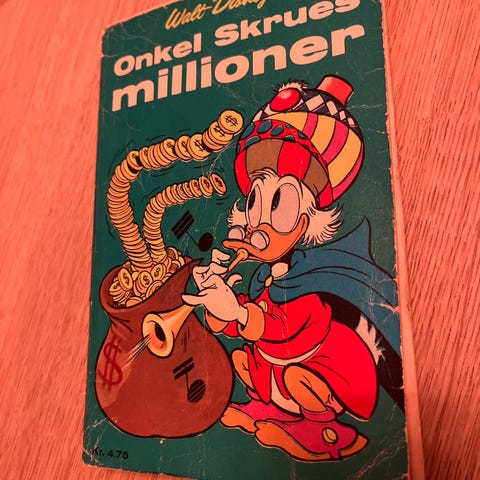 Walt Disney
Onkel Skrues
millioner
$
$
Kr. 4.75